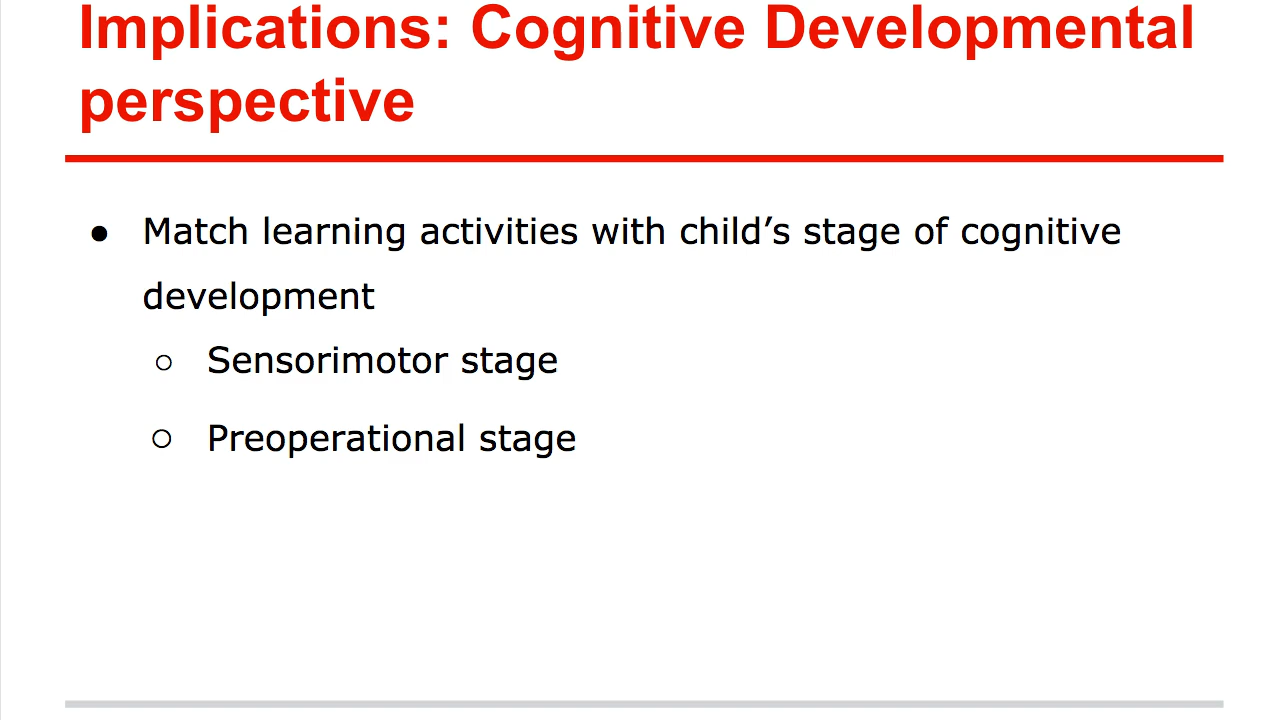 Implications: Cognitive Developmental
perspective
● Match learning activities with child’s stage of cognitive
development
○ Sensorimotor stage
○ Preoperational stage